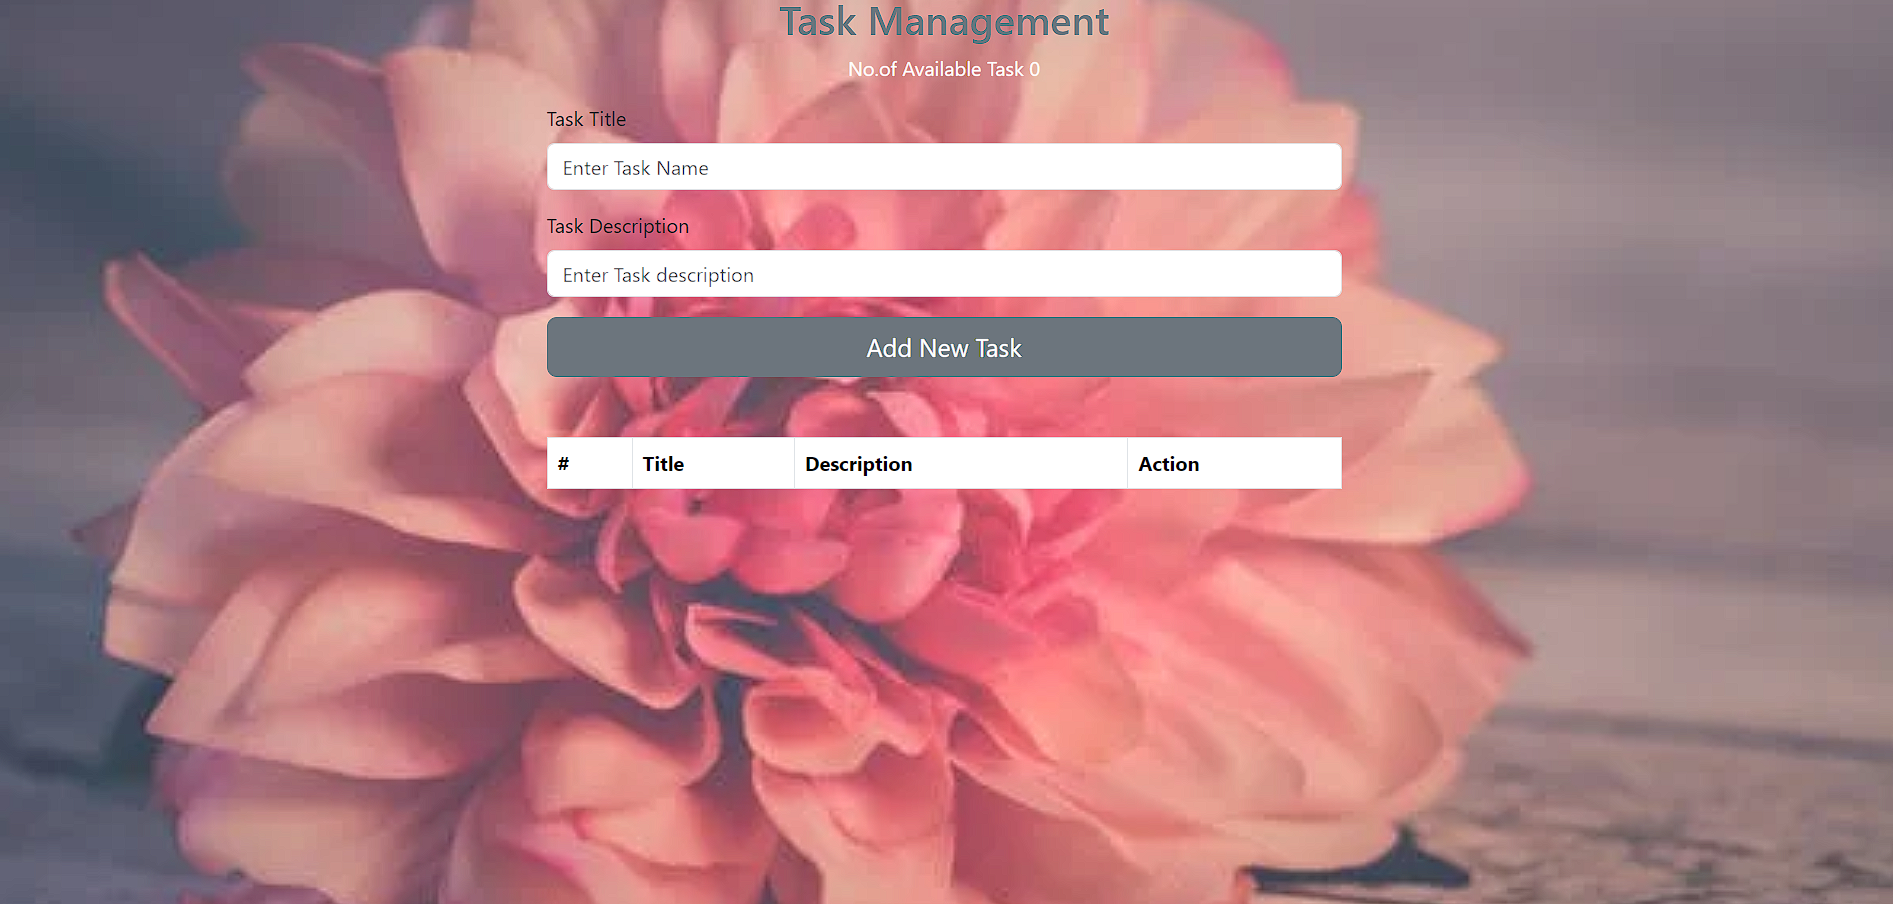 Task Management
No.of Available Task 0
Task Title
Enter Task Name
Task Description
Enter Task description
Add New Task
# Title Description Action